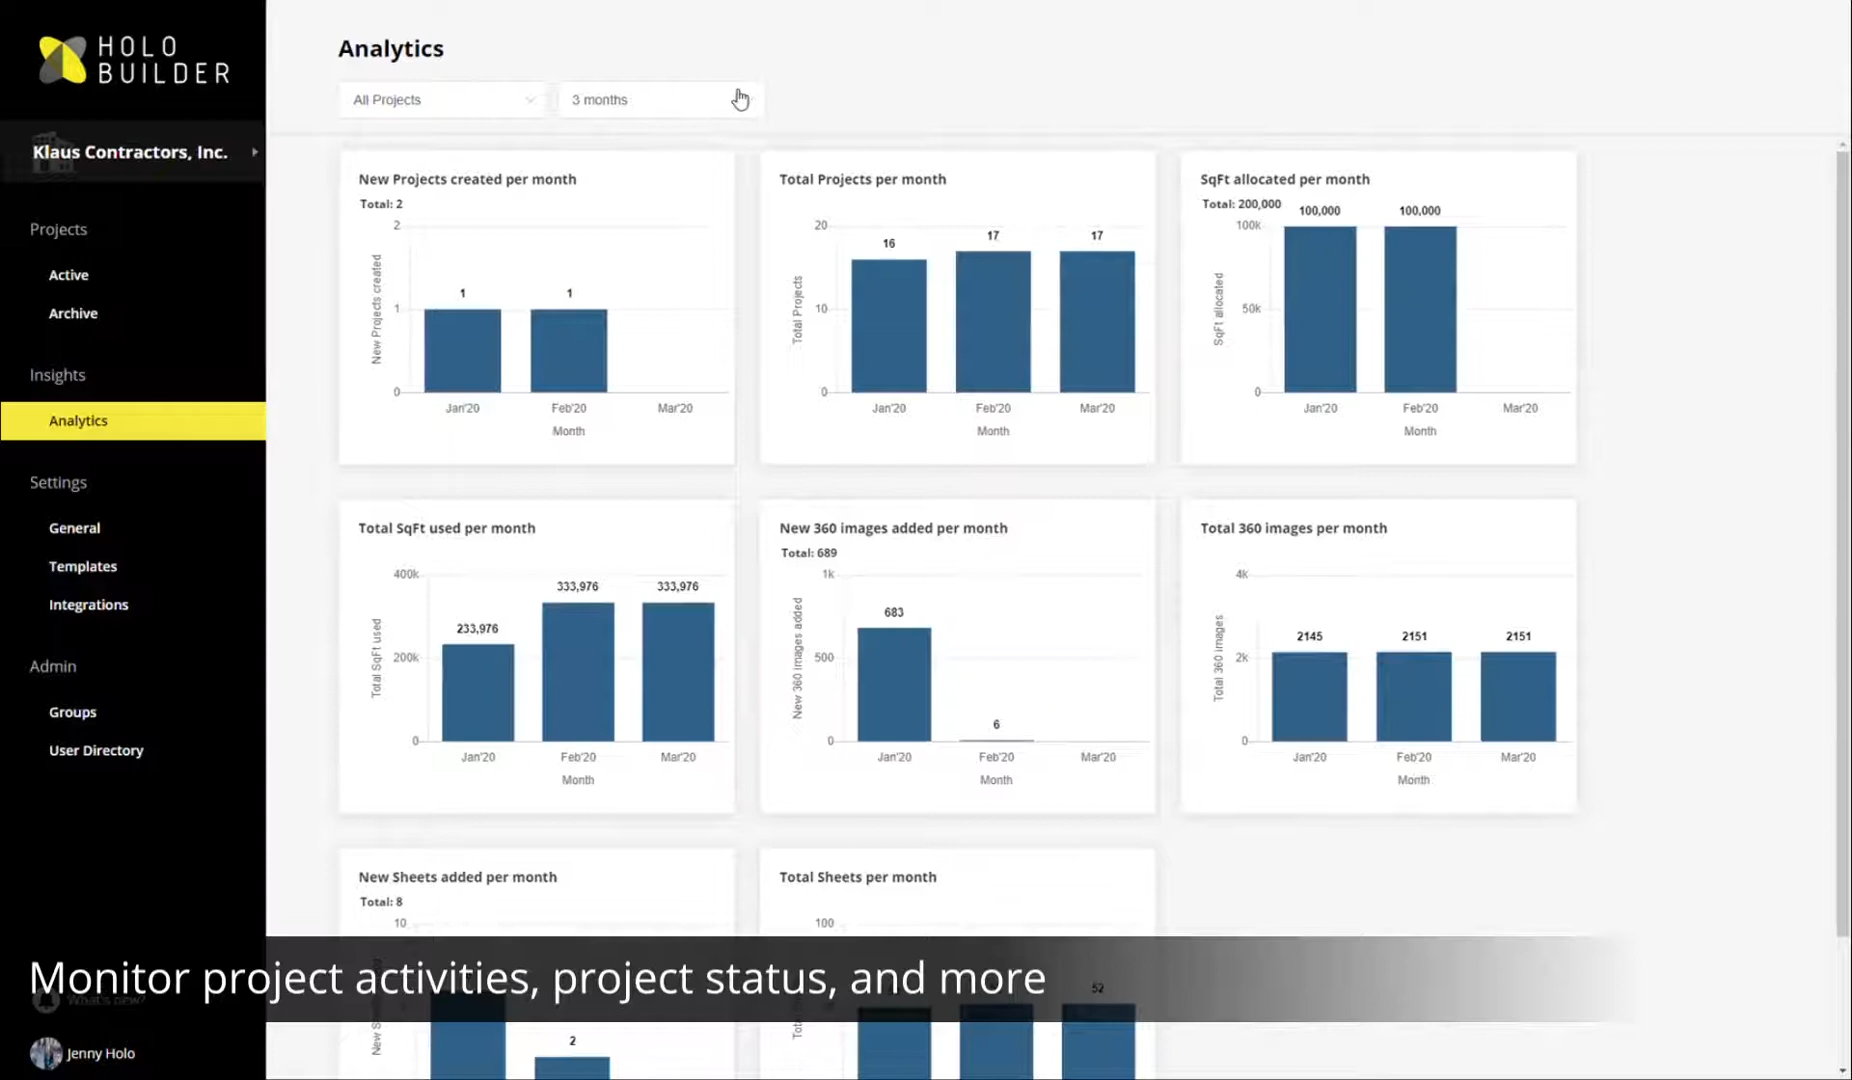 HOLO
BUILDER
Klaus Contractors, Inc.
Projects
Active
Archive
Insights
Analytics
Settings
General
Templates
Integrations
Admin
Groups
User Directory
What's new?
Jenny Holo
Analytics
All Projects
3 months
New Projects created per month
Total: 2
2
1
0
New Projects created
1
1
Jan'20
Feb'20
Mar'20
Month
Total Projects per month
20
10
0
Total Projects
16
17
17
Jan'20
Feb'20
Mar'20
Month
SqFt allocated per month
Total: 200,000
100k
50k
0
SqFt allocated
100,000
100,000
Jan'20
Feb'20
Mar'20
Month
Total SqFt used per month
400k
200k
0
Total SqFt used
233,976
333,976
333,976
Jan'20
Feb'20
Mar'20
Month
New 360 images added per month
Total: 689
1k
500
0
New 360 images added
683
6
Jan'20
Feb'20
Mar'20
Month
Total 360 images per month
4k
2k
0
Total 360 images
2145
2151
2151
Jan'20
Feb'20
Mar'20
Month
New Sheets added per month
Total: 8
10
2
Total Sheets per month
100
52
Monitor project activities, project status, and more